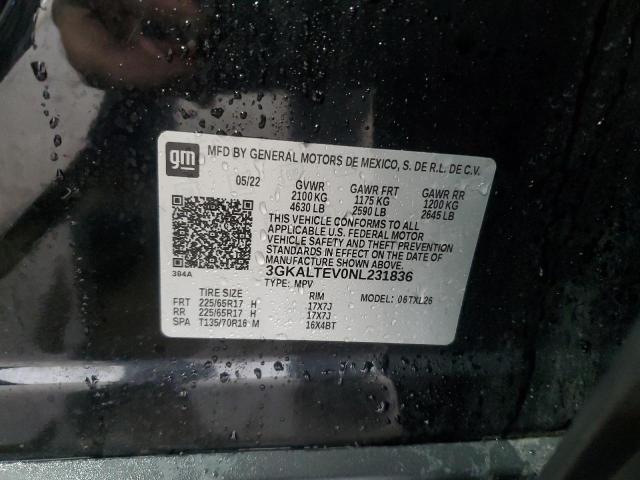 gm MFD BY GENERAL MOTORS DE MEXICO, S. DE R.L. DE C.V.
05/22 GVWR GAWR FRT GAWR RR
2100 KG 1175 KG 1200 KG
4630 LB 2590 LB 2645 LB
THIS VEHICLE CONFORMS TO ALL
APPLICABLE U.S. FEDERAL MOTOR
VEHICLE SAFETY AND THEFT PREVENTION
STANDARDS IN EFFECT ON THE DATE OF
MANUFACTURE SHOWN ABOVE.
384A 3GKALTEV0NL231836
TYPE: MPV
TIRE SIZE RIM MODEL: 06TXL26
FRT 225/65R17 H 17X7J
RR 225/65R17 H 17X7J
SPA T135/70R16 M 16X4BT